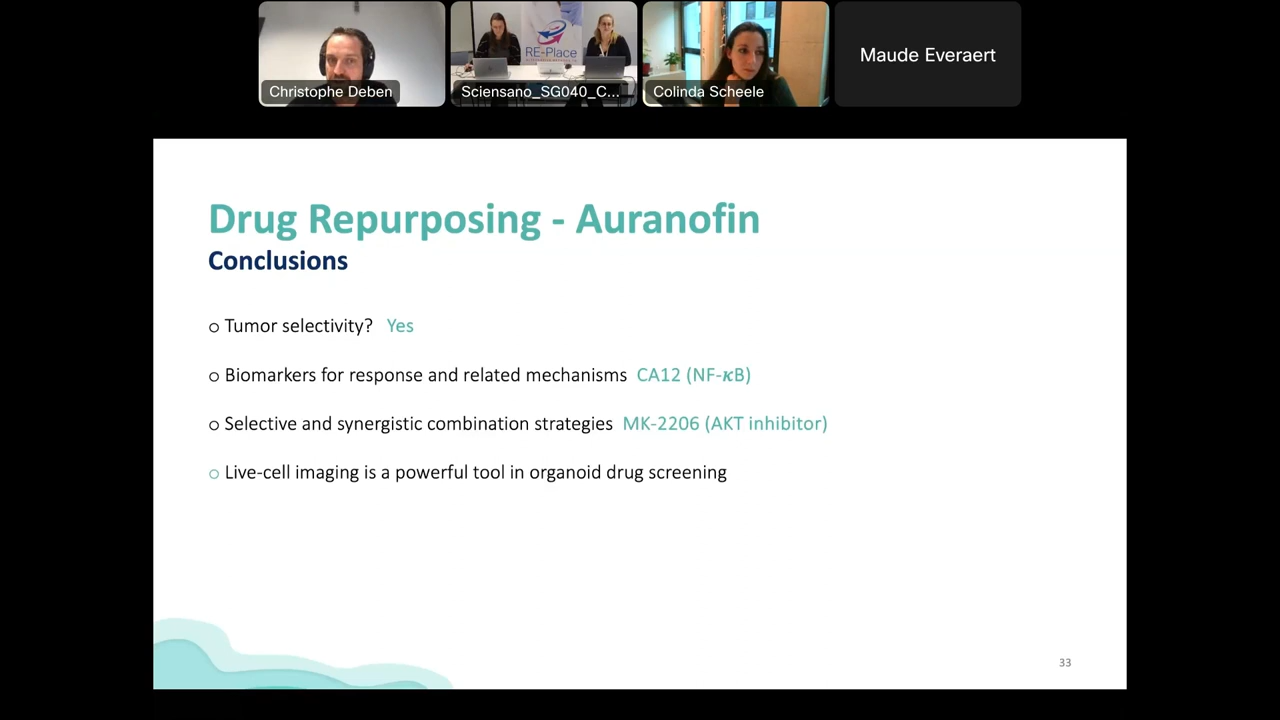 Maude Everaert
RE-Place
Christophe Deben
Sciensano_SG040_C...
Colinda Scheele
Drug Repurposing - Auranofin
Conclusions
○ Tumor selectivity? Yes
○ Biomarkers for response and related mechanisms CA12 (NF-κB)
○ Selective and synergistic combination strategies MK-2206 (AKT inhibitor)
○ Live-cell imaging is a powerful tool in organoid drug screening
33